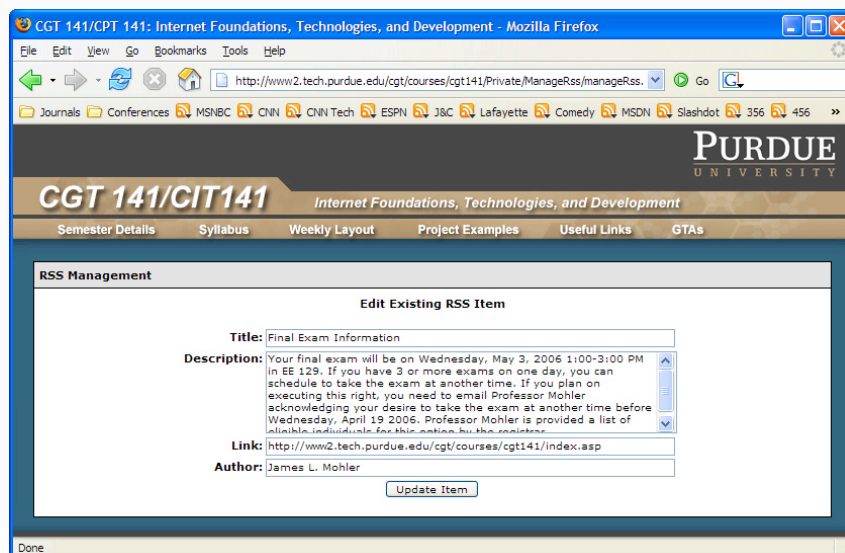 CGT 141/CPT 141: Internet Foundations, Technologies, and Development - Mozilla Firefox
File Edit View Go Bookmarks Tools Help
http://www2.tech.purdue.edu/cgt/courses/cgt141/Private/ManageRss/manageRss. Go G
Journals Conferences MSNBC CNN CNN Tech ESPN J&C Lafayette Comedy MSDN Slashdot 356 456 »
PURDUE
UNIVERSITY
CGT 141/CIT141 Internet Foundations, Technologies, and Development
Semester Details Syllabus Weekly Layout Project Examples Useful Links GTAs
RSS Management
Edit Existing RSS Item
Title: Final Exam Information
Description: Your final exam will be on Wednesday, May 3, 2006 1:00-3:00 PM
in EE 129. If you have 3 or more exams on one day, you can
schedule to take the exam at another time. If you plan on
executing this right, you need to email Professor Mohler
acknowledging your desire to take the exam at another time before
Wednesday, April 19 2006. Professor Mohler is provided a list of
eligible individuals for this option by the registrar
Link: http://www2.tech.purdue.edu/cgt/courses/cgt141/index.asp
Author: James L. Mohler
Update Item
Done